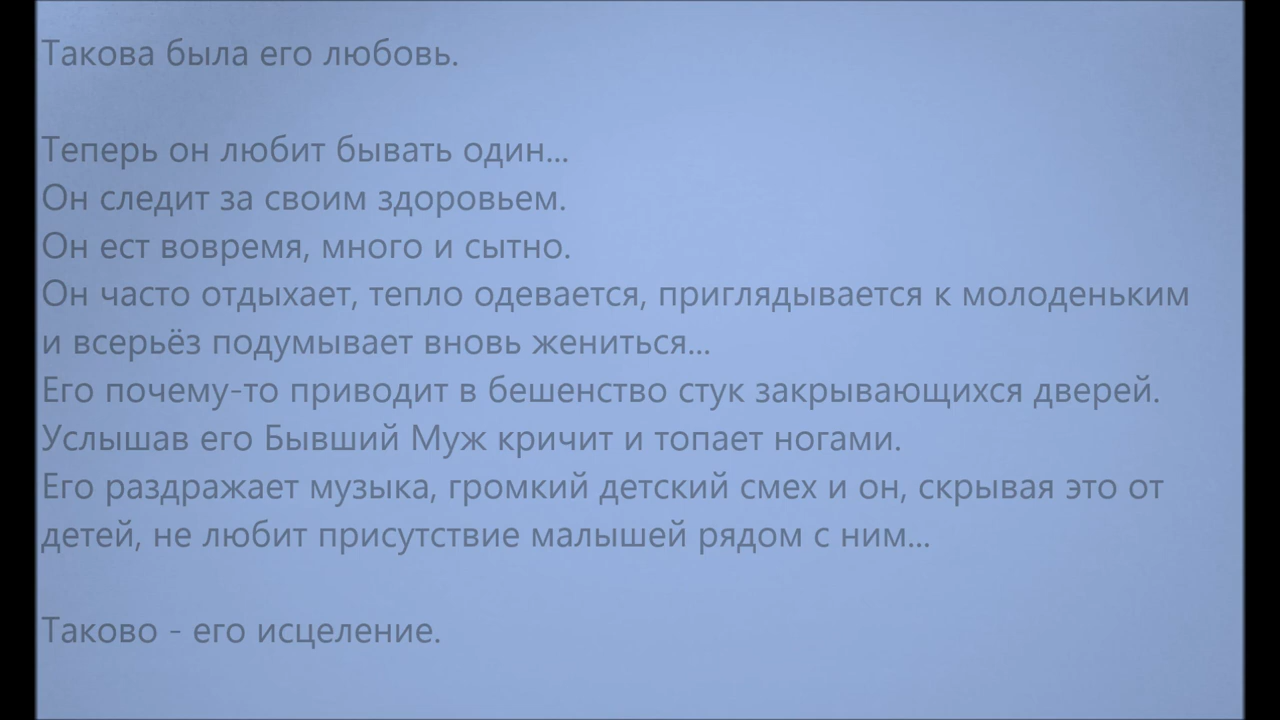 Такова была его любовь.
Теперь он любит бывать один...
Он следит за своим здоровьем.
Он ест вовремя, много и сытно.
Он часто отдыхает, тепло одевается, приглядывается к молоденьким
и всерьёз подумывает вновь жениться...
Его почему-то приводит в бешенство стук закрывающихся дверей.
Услышав его Бывший Муж кричит и топает ногами.
Его раздражает музыка, громкий детский смех и он, скрывая это от
детей, не любит присутствие малышей рядом с ним...
Таково - его исцеление.